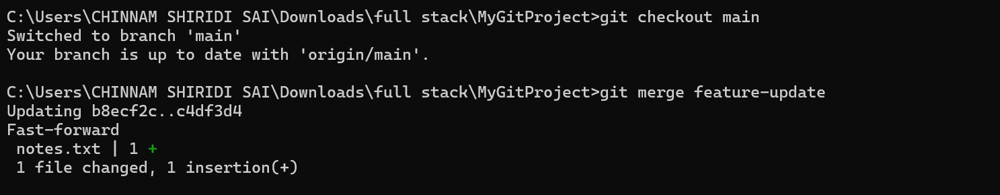 C:\Users\CHINNAM SHIRIDI SAI\Downloads\full stack\MyGitProject>git checkout main
Switched to branch 'main'
Your branch is up to date with 'origin/main'.
C:\Users\CHINNAM SHIRIDI SAI\Downloads\full stack\MyGitProject>git merge feature-update
Updating b8ecf2c..c4df3d4
Fast-forward
 notes.txt | 1 +
 1 file changed, 1 insertion(+)